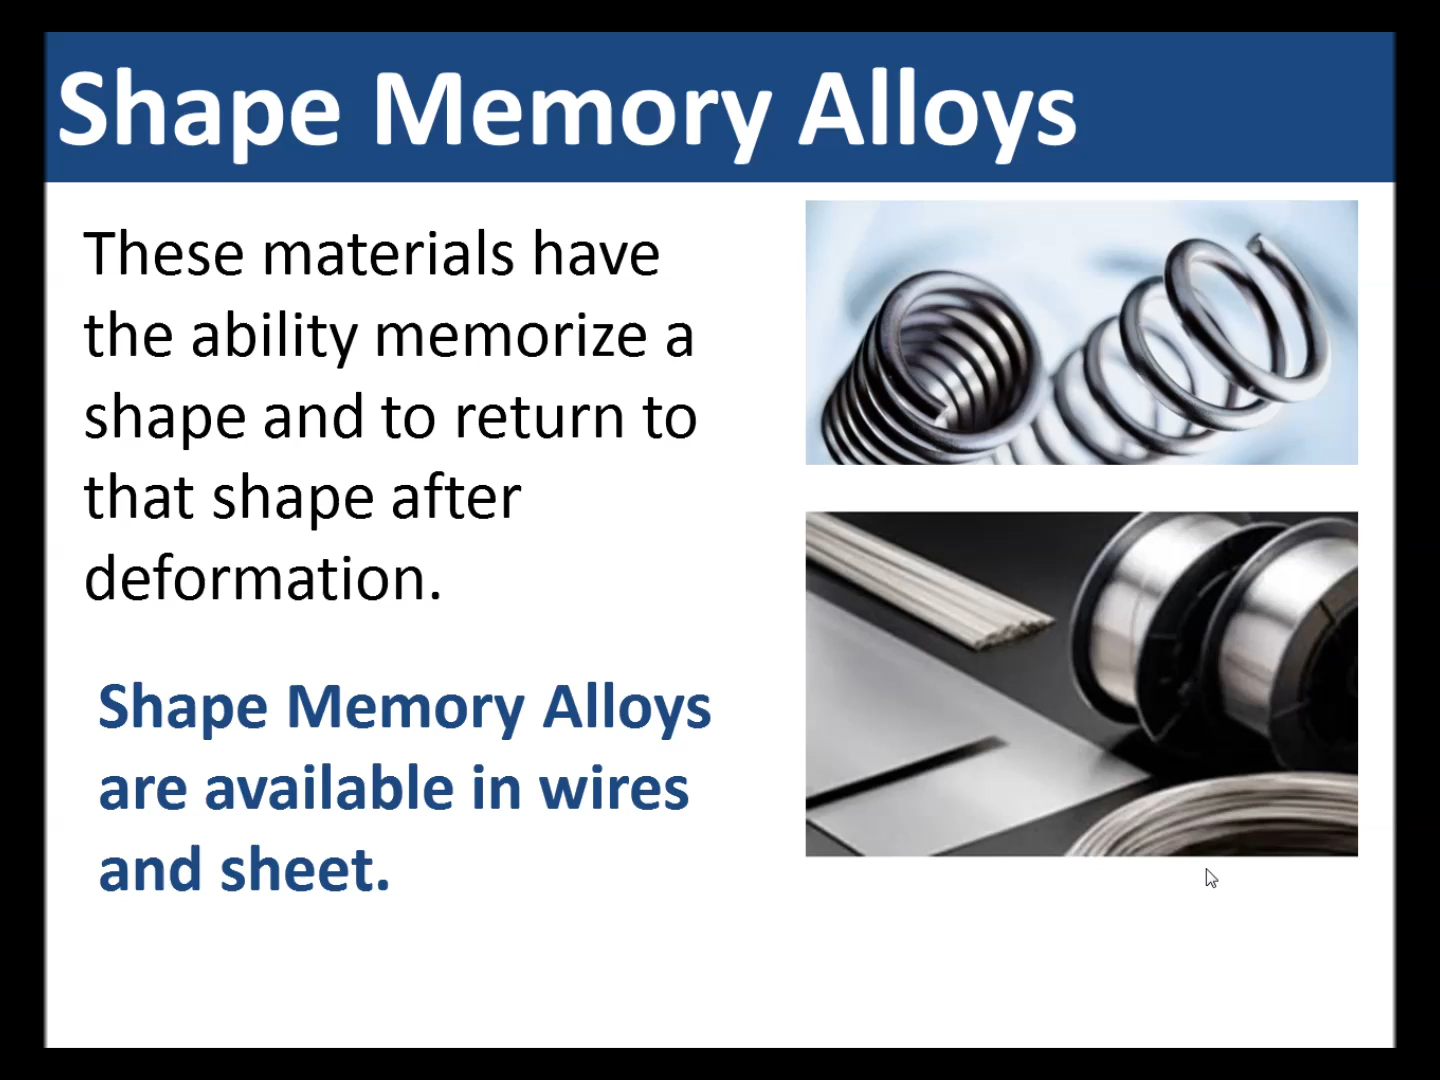 Shape Memory Alloys
These materials have
the ability memorize a
shape and to return to
that shape after
deformation.
Shape Memory Alloys
are available in wires
and sheet.